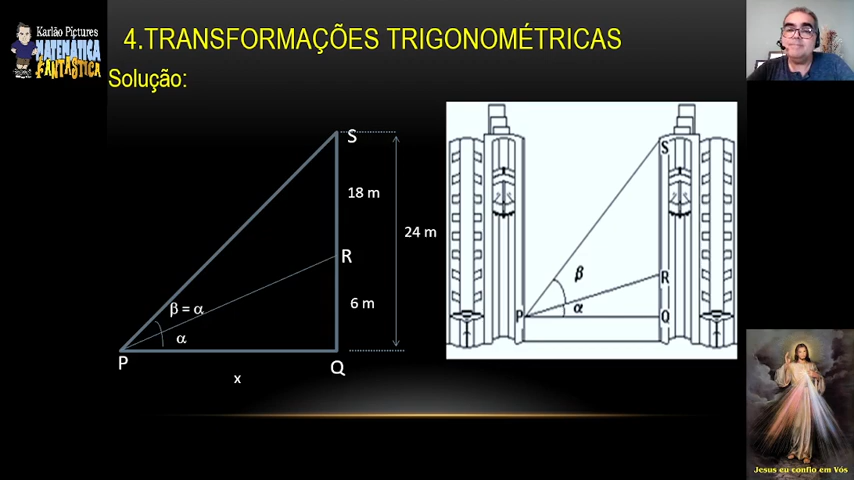 Karlão Pictures
MATEMÁTICA
FANTÁSTICA
4.TRANSFORMAÇÕES TRIGONOMÉTRICAS
Solução:
S
18 m
24 m
R
β = α
6 m
α
P
Q
x
S
β
R
α
P
Q
Jesus eu confio em Vós